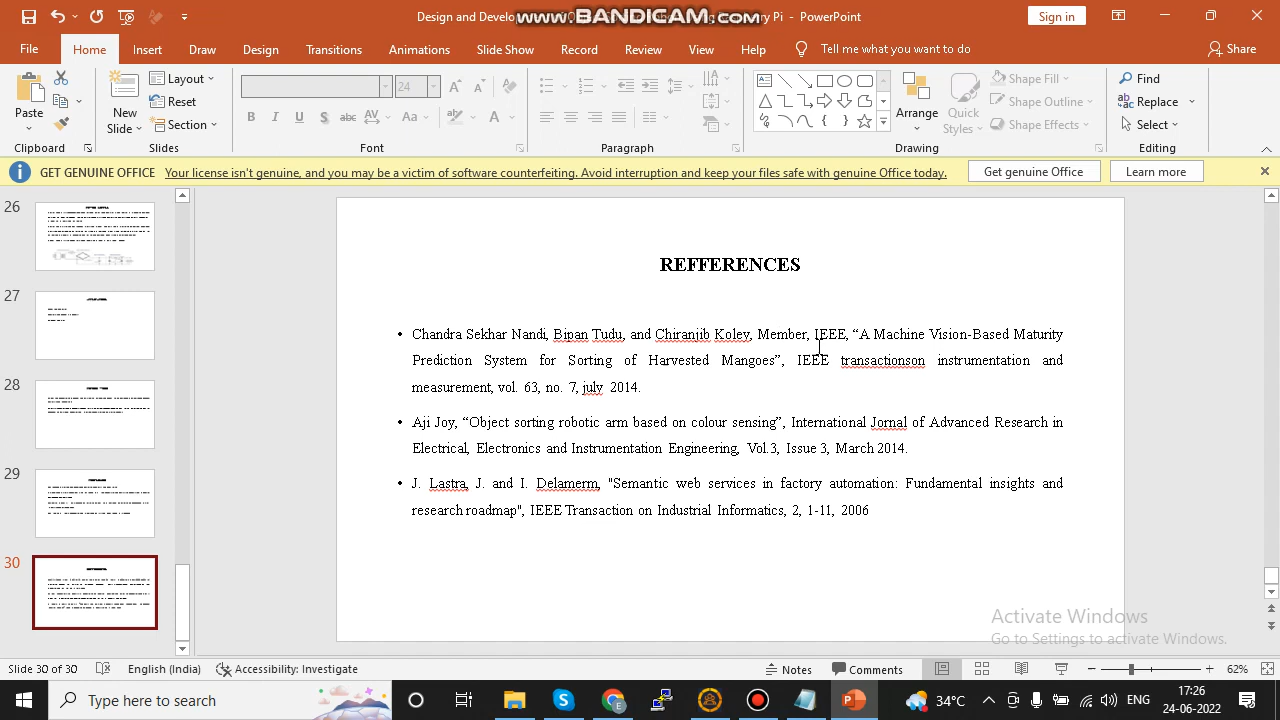 Design and Develo
ry Pi - PowerPoint
www.BANDICAM.com
Sign in
File Home Insert Draw Design Transitions Animations Slide Show Record Review View Help Tell me what you want to do Share
Paste
New Slide
Layout
Reset
Section
24
Arrange
Quick Styles
Shape Fill
Shape Outline
Shape Effects
Find
Replace
Select
Clipboard Slides Font Paragraph Drawing Editing
GET GENUINE OFFICE Your license isn't genuine, and you may be a victim of software counterfeiting. Avoid interruption and keep your files safe with genuine Office today. Get genuine Office Learn more
26
27
28
29
30
REFFERENCES
• Chandra Sekhar Nandi, Bipan Tudu, and Chiranjib Koley, Member, IEEE, “A Machine Vision-Based Maturity
Prediction System for Sorting of Harvested Mangoes”, IEEE transactionson instrumentation and
measurement, vol. 63, no. 7, july 2014.
• Aji Joy, “Object sorting robotic arm based on colour sensing”, International Jornal of Advanced Research in
Electrical, Electronics and Instrumentation Engineering, Vol.3, Issue 3, March 2014.
• J. Lastra, J. and I. Delamerm, "Semantic web services in factory automation: Fundamental insights and
research roadmap", IEEE Transaction on Industrial Informatics, 2, 1-11, 2006
Activate Windows
Go to Settings to activate Windows.
Slide 30 of 30 English (India) Accessibility: Investigate Notes Comments 62%
Type here to search
34°C ENG
17:26
24-06-2022